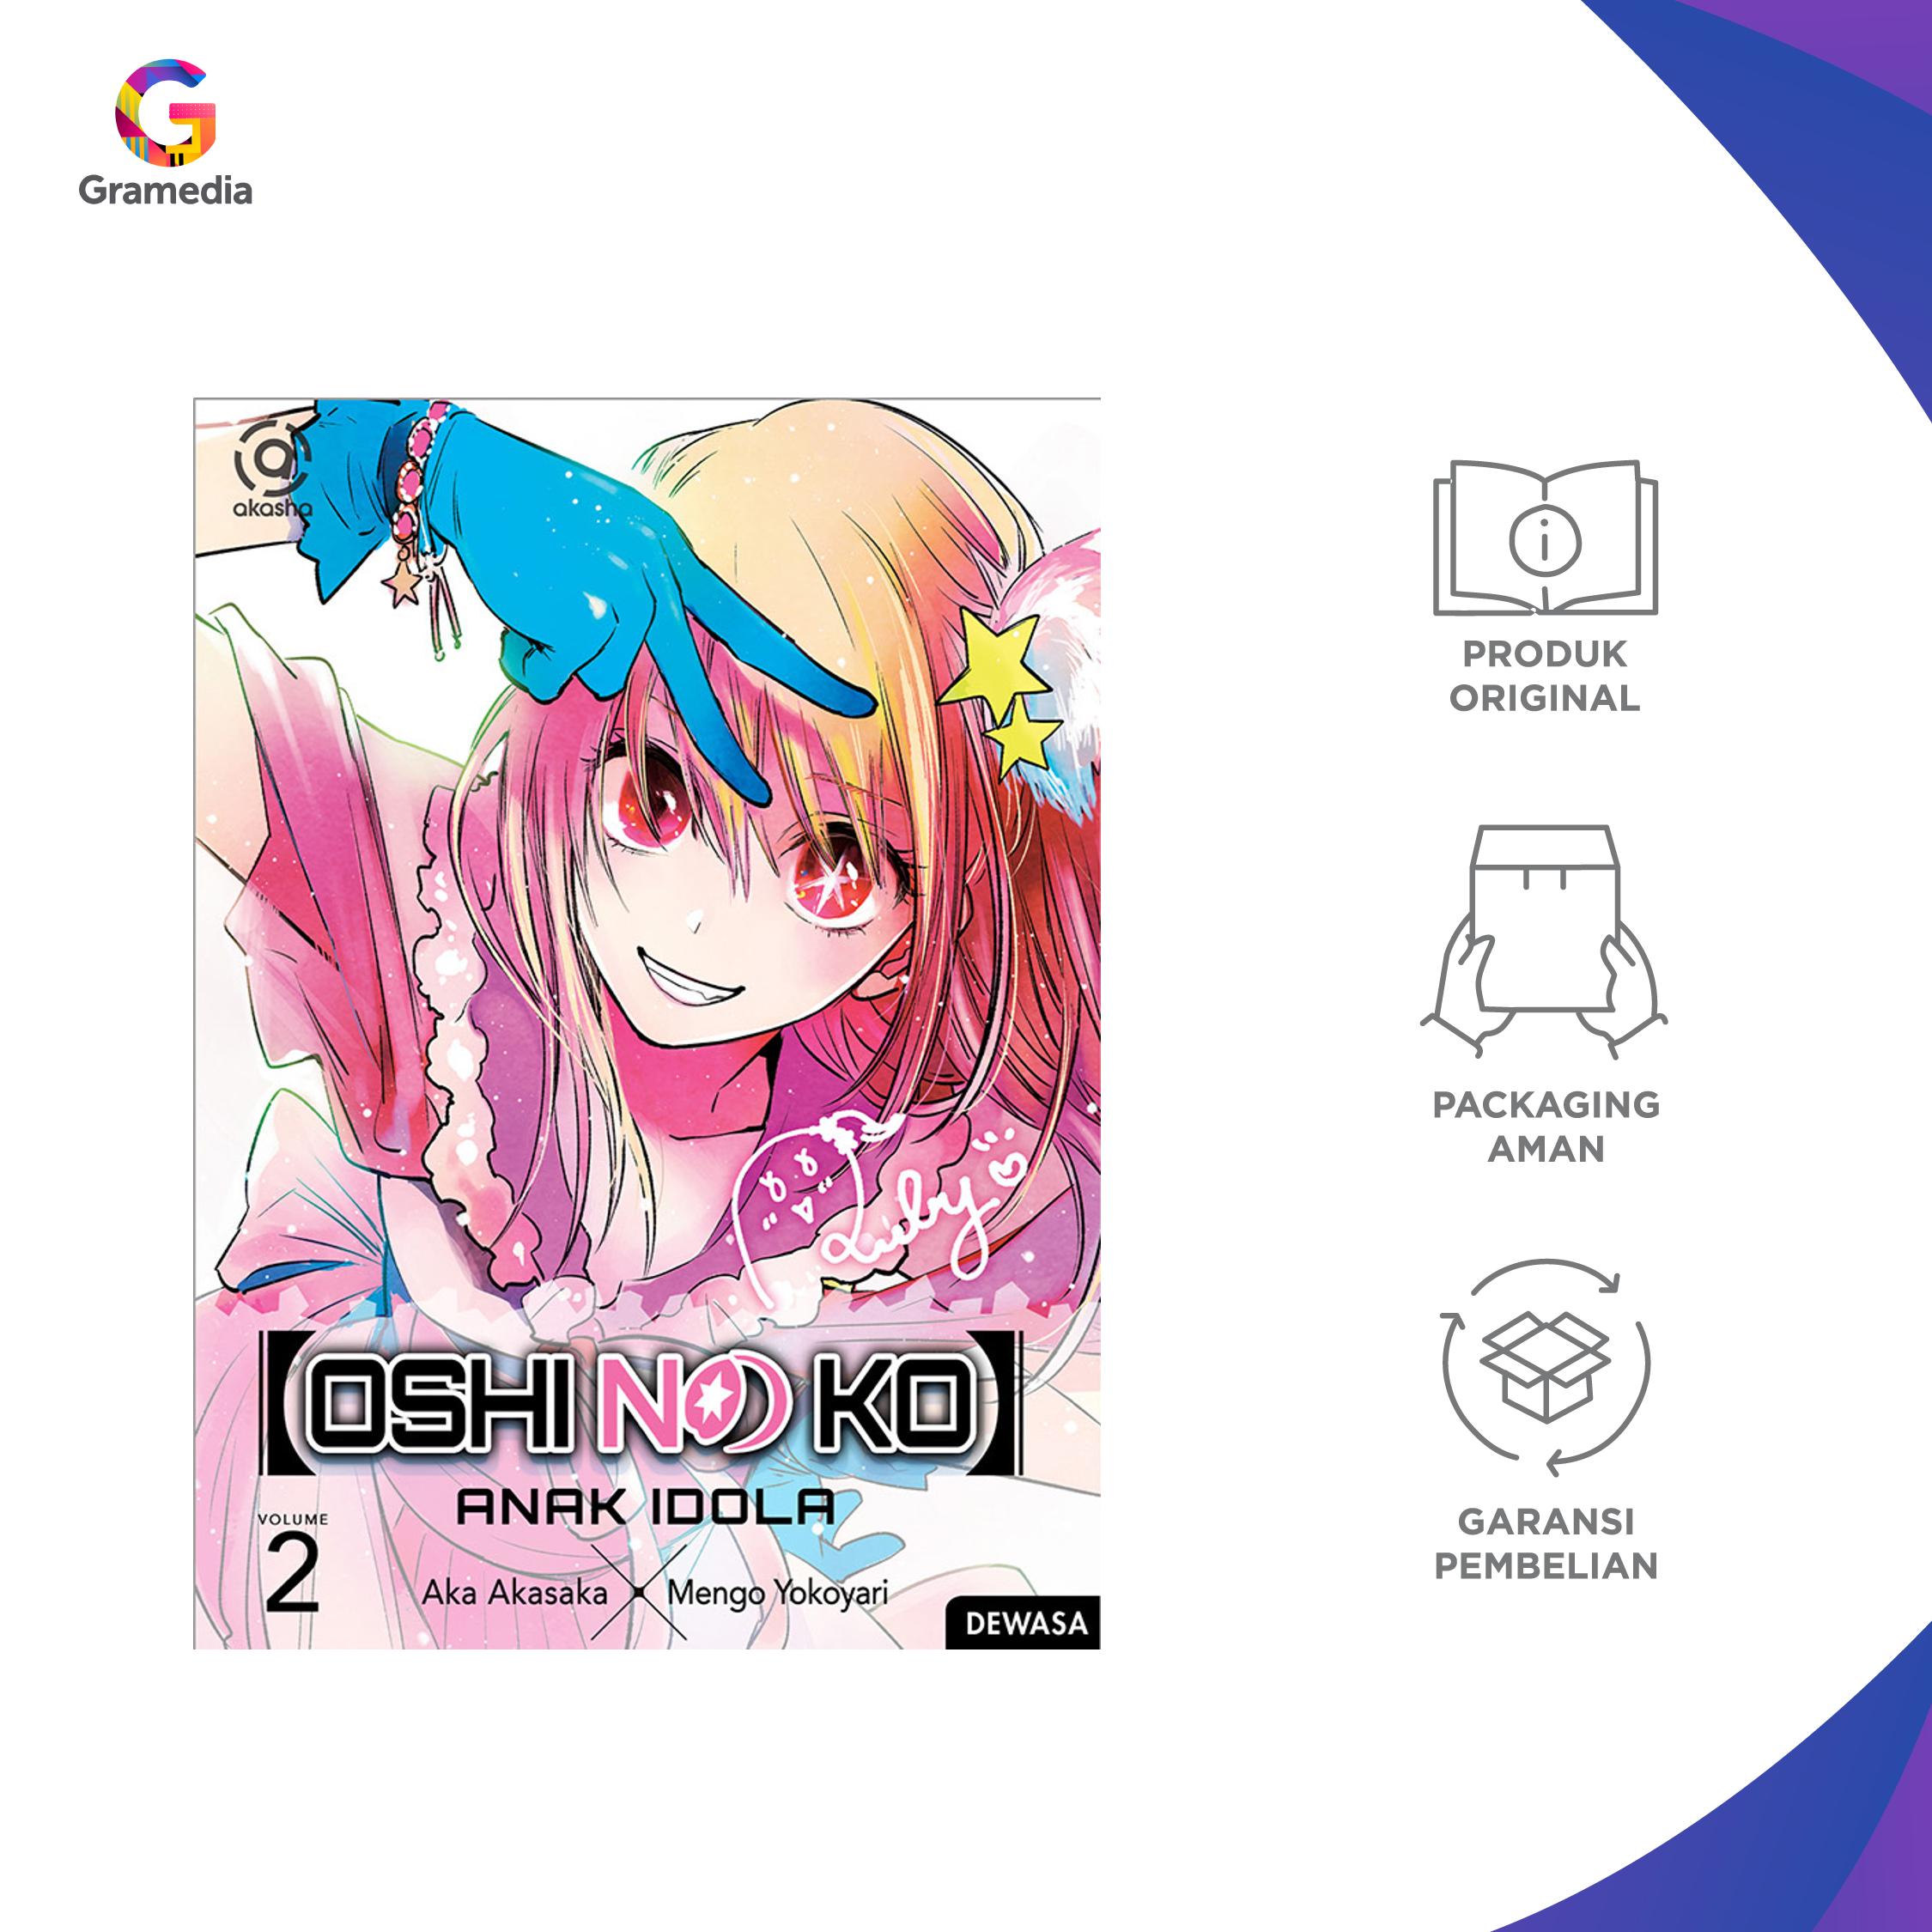 Gramedia
akasha
Ruby
OSHI NO KO
ANAK IDOLA
VOLUME
2
Aka Akasaka × Mengo Yokoyari
DEWASA
PRODUK
ORIGINAL
PACKAGING
AMAN
GARANSI
PEMBELIAN